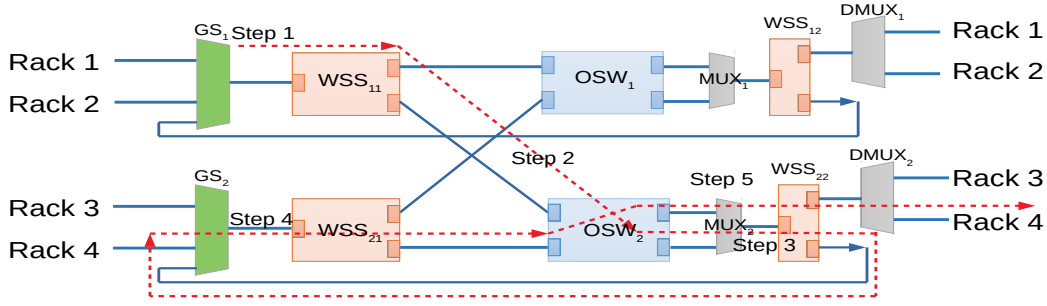 GS1 Step 1
WSS12 DMUX1
Rack 1
Rack 1
WSS11
OSW1
MUX1
Rack 2
Rack 2
Step 2
GS2
Step 5
WSS22
DMUX2
Rack 3
Rack 3
Step 4
WSS21
OSW2
MUX2
Rack 4
Rack 4
Step 3